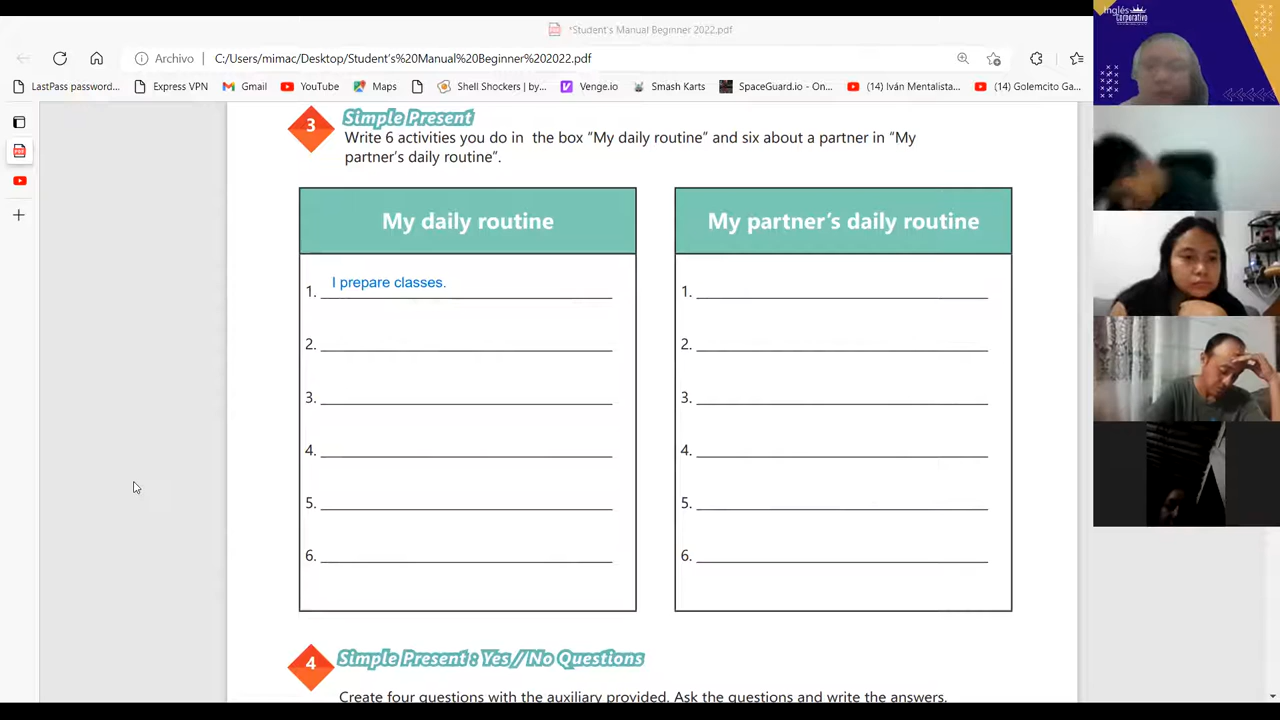 *Student's Manual Beginner 2022.pdf
Archivo
C:/Users/mimac/Desktop/Student's%20Manual%20Beginner%202022.pdf
LastPass password...
Express VPN
Gmail
YouTube
Maps
Shell Shockers | by...
Venge.io
Smash Karts
SpaceGuard.io - On...
(14) Iván Mentalista...
(14) Golemcito Ga...
Inglés
Corporativo
3
Simple Present
Write 6 activities you do in the box “My daily routine” and six about a partner in “My
partner’s daily routine”.
My daily routine
1. I prepare classes.
2.
3.
4.
5.
6.
My partner’s daily routine
1.
2.
3.
4.
5.
6.
4
Simple Present : Yes / No Questions
Create four questions with the auxiliary provided. Ask the questions and write the answers.